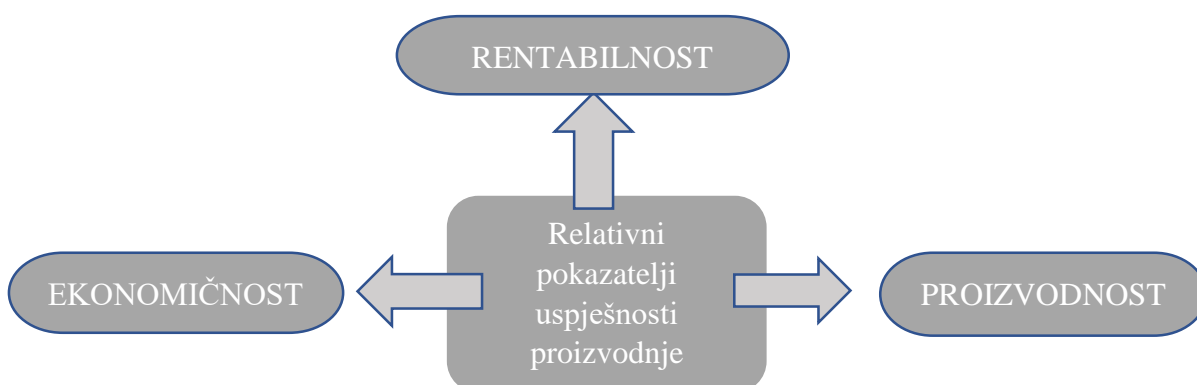 RENTABILNOST
Relativni
pokazatelji
uspješnosti
proizvodnje
EKONOMIČNOST
PROIZVODNOST